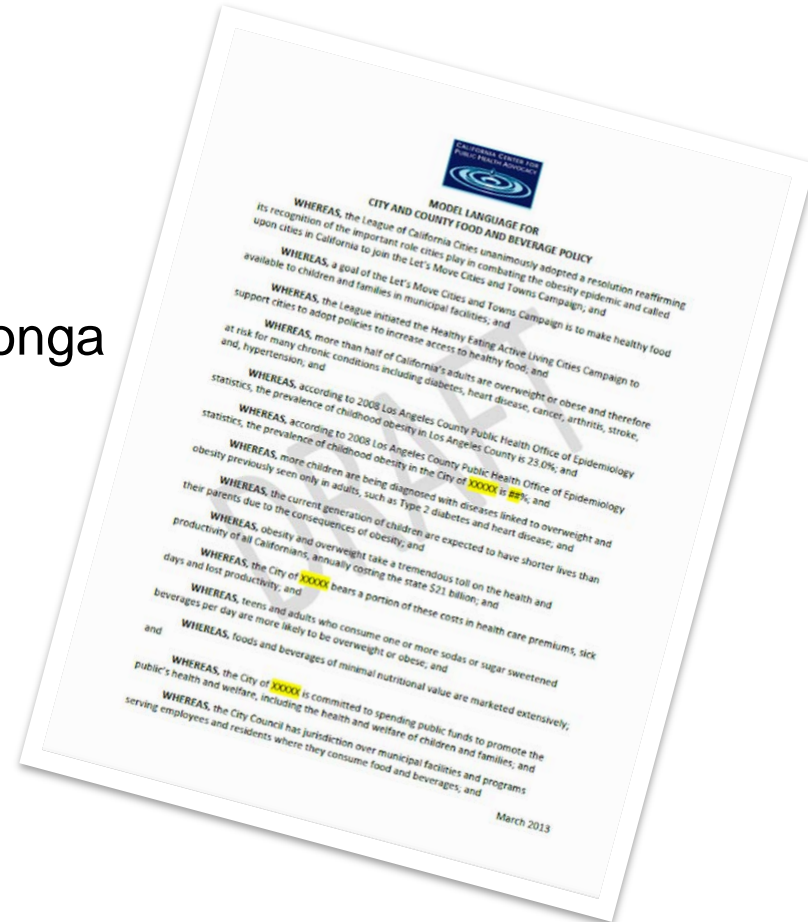 onga
CALIFORNIA CENTER FOR
PUBLIC HEALTH ADVOCACY
MODEL LANGUAGE FOR
CITY AND COUNTY FOOD AND BEVERAGE POLICY
WHEREAS, the League of California Cities unanimously adopted a resolution reaffirming
its recognition of the important role cities play in combating the obesity epidemic and called
upon cities in California to join the Let's Move Cities and Towns Campaign; and
WHEREAS, a goal of the Let's Move Cities and Towns Campaign is to make healthy food
available to children and families in municipal facilities; and
WHEREAS, the League initiated the Healthy Eating Active Living Cities Campaign to
support cities to adopt policies to increase access to healthy food; and
WHEREAS, more than half of California's adults are overweight or obese and therefore
at risk for many chronic conditions including diabetes, heart disease, cancer, arthritis, stroke,
and, hypertension; and
WHEREAS, according to 2008 Los Angeles County Public Health Office of Epidemiology
statistics, the prevalence of childhood obesity in Los Angeles County is 23.0%; and
WHEREAS, according to 2008 Los Angeles County Public Health Office of Epidemiology
statistics, the prevalence of childhood obesity in the City of XXXXX is ##%; and
WHEREAS, more children are being diagnosed with diseases linked to overweight and
obesity previously seen only in adults, such as Type 2 diabetes and heart disease; and
WHEREAS, the current generation of children are expected to have shorter lives than
their parents due to the consequences of obesity; and
WHEREAS, obesity and overweight take a tremendous toll on the health and
productivity of all Californians, annually costing the state $21 billion; and
WHEREAS, the City of XXXXX bears a portion of these costs in health care premiums, sick
days and lost productivity; and
WHEREAS, teens and adults who consume one or more sodas or sugar sweetened
beverages per day are more likely to be overweight or obese; and
WHEREAS, foods and beverages of minimal nutritional value are marketed extensively;
and
WHEREAS, the City of XXXXX is committed to spending public funds to promote the
public's health and welfare, including the health and welfare of children and families; and
WHEREAS, the City Council has jurisdiction over municipal facilities and programs
serving employees and residents where they consume food and beverages; and
March 2013
DRAFT